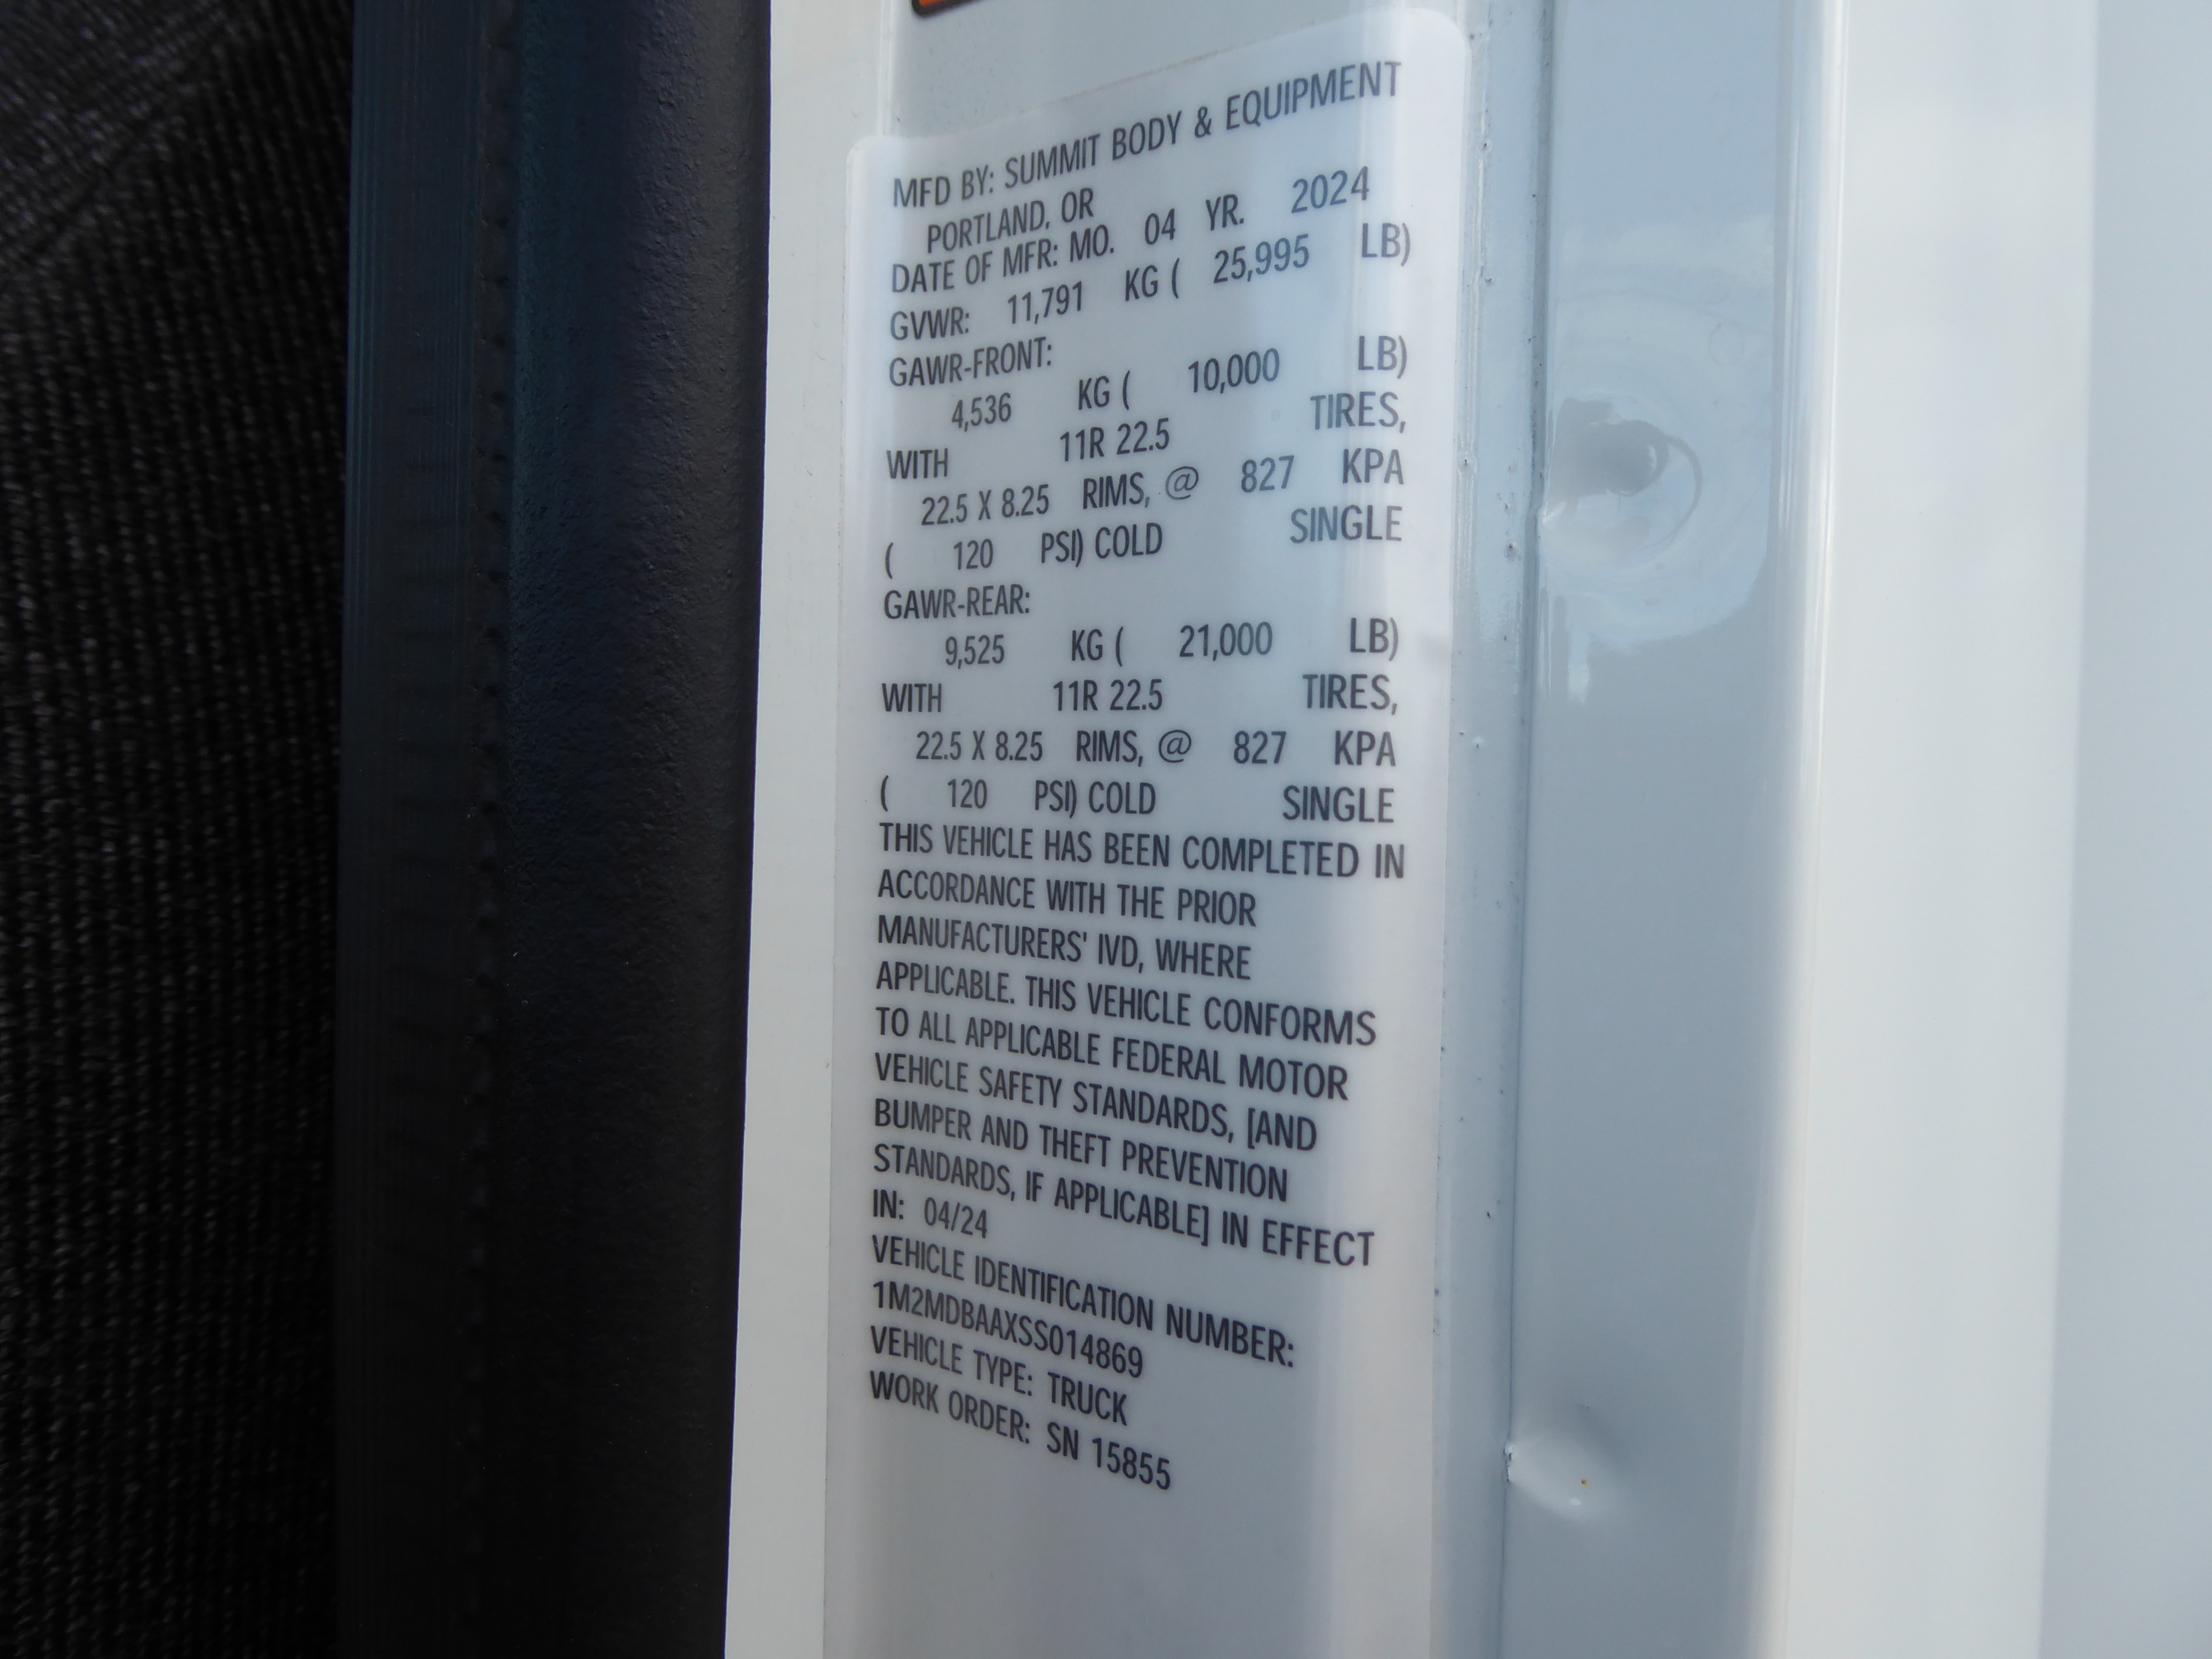 MFD BY: SUMMIT BODY & EQUIPMENT
PORTLAND, OR
DATE OF MFR: MO. 04 YR. 2024
GVWR: 11,791 KG ( 25,995 LB)
GAWR-FRONT:
4,536 KG ( 10,000 LB)
WITH 11R 22.5 TIRES,
22.5 X 8.25 RIMS, @ 827 KPA
( 120 PSI) COLD SINGLE
GAWR-REAR:
9,525 KG ( 21,000 LB)
WITH 11R 22.5 TIRES,
22.5 X 8.25 RIMS, @ 827 KPA
( 120 PSI) COLD SINGLE
THIS VEHICLE HAS BEEN COMPLETED IN
ACCORDANCE WITH THE PRIOR
MANUFACTURERS' IVD, WHERE
APPLICABLE. THIS VEHICLE CONFORMS
TO ALL APPLICABLE FEDERAL MOTOR
VEHICLE SAFETY STANDARDS, [AND
BUMPER AND THEFT PREVENTION
STANDARDS, IF APPLICABLE] IN EFFECT
IN: 04/24
VEHICLE IDENTIFICATION NUMBER:
1M2MDBAAXSS014869
VEHICLE TYPE: TRUCK
WORK ORDER: SN 15855